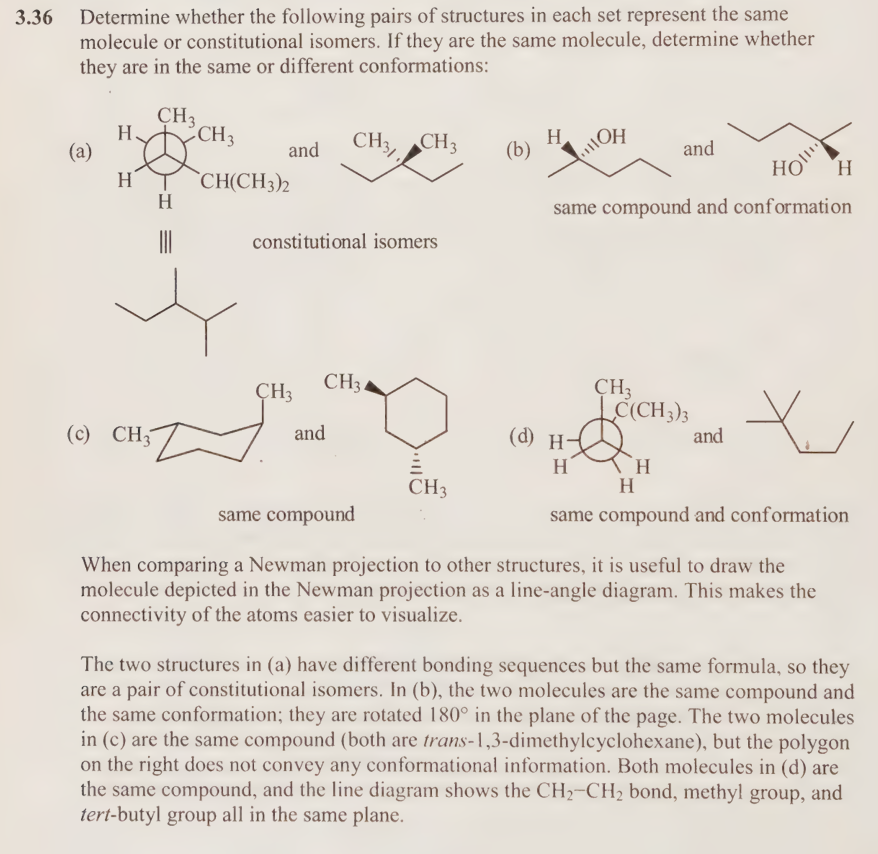 3.36 Determine whether the following pairs of structures in each set represent the same
molecule or constitutional isomers. If they are the same molecule, determine whether
they are in the same or different conformations:
(a) CH3 H CH3 H CH(CH3)2 H and CH3 CH3
(b) H OH and HO H
same compound and conformation
constitutional isomers
(c) CH3 CH3 and CH3 CH3
(d) CH3 C(CH3)3 H H H H and
same compound
same compound and conformation
When comparing a Newman projection to other structures, it is useful to draw the
molecule depicted in the Newman projection as a line-angle diagram. This makes the
connectivity of the atoms easier to visualize.
The two structures in (a) have different bonding sequences but the same formula, so they
are a pair of constitutional isomers. In (b), the two molecules are the same compound and
the same conformation; they are rotated 180° in the plane of the page. The two molecules
in (c) are the same compound (both are trans-1,3-dimethylcyclohexane), but the polygon
on the right does not convey any conformational information. Both molecules in (d) are
the same compound, and the line diagram shows the CH2–CH2 bond, methyl group, and
tert-butyl group all in the same plane.